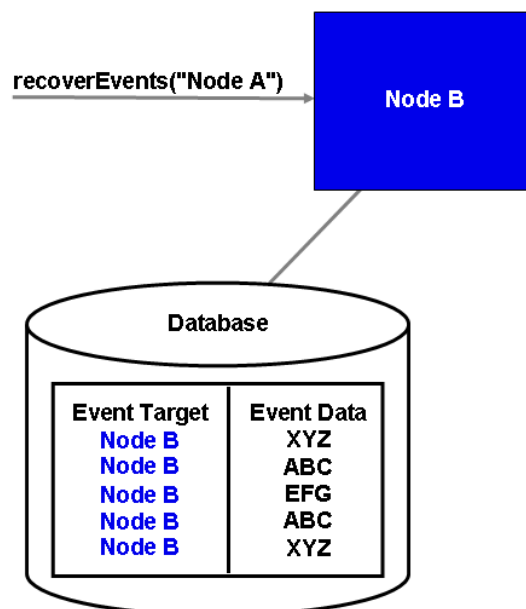 recoverEvents("Node A")
Node B
Database
Event Target Event Data
Node B XYZ
Node B ABC
Node B EFG
Node B ABC
Node B XYZ